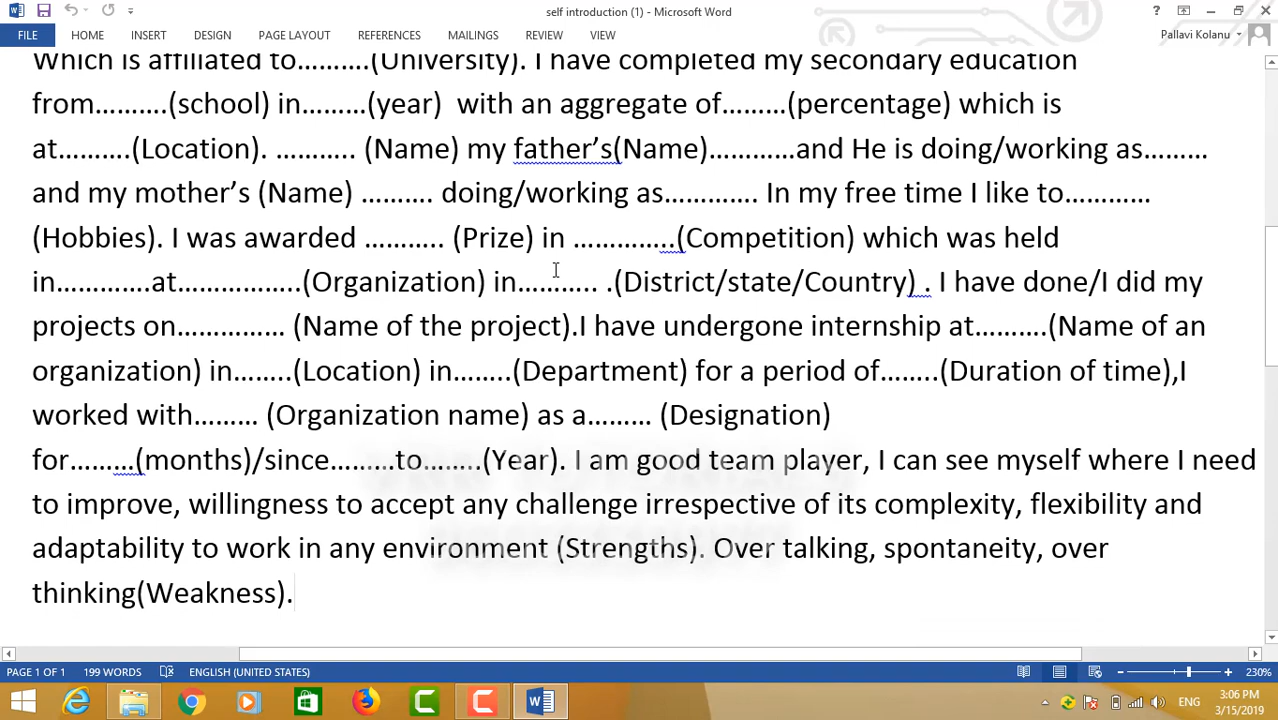 self introduction (1) - Microsoft Word
FILE HOME INSERT DESIGN PAGE LAYOUT REFERENCES MAILINGS REVIEW VIEW Pallavi Kolanu
Which is affiliated to……….(University). I have completed my secondary education
from……….(school) in………(year)  with an aggregate of………(percentage) which is
at……….(Location). ……….. (Name) my father’s(Name)…………and He is doing/working as………
and my mother’s (Name) ………. doing/working as…………. In my free time I like to…………
(Hobbies). I was awarded ……….. (Prize) in …………..(Competition) which was held
in………….at……………..(Organization) in……….. .(District/state/Country) . I have done/I did my
projects on…………… (Name of the project).I have undergone internship at……….(Name of an
organization) in……..(Location) in……..(Department) for a period of……..(Duration of time),I
worked with……… (Organization name) as a……… (Designation)
for………(months)/since………to……..(Year). I am good team player, I can see myself where I need
to improve, willingness to accept any challenge irrespective of its complexity, flexibility and
adaptability to work in any environment (Strengths). Over talking, spontaneity, over
thinking(Weakness).
PAGE 1 OF 1 199 WORDS ENGLISH (UNITED STATES) 230%
ENG 3:06 PM
3/15/2019